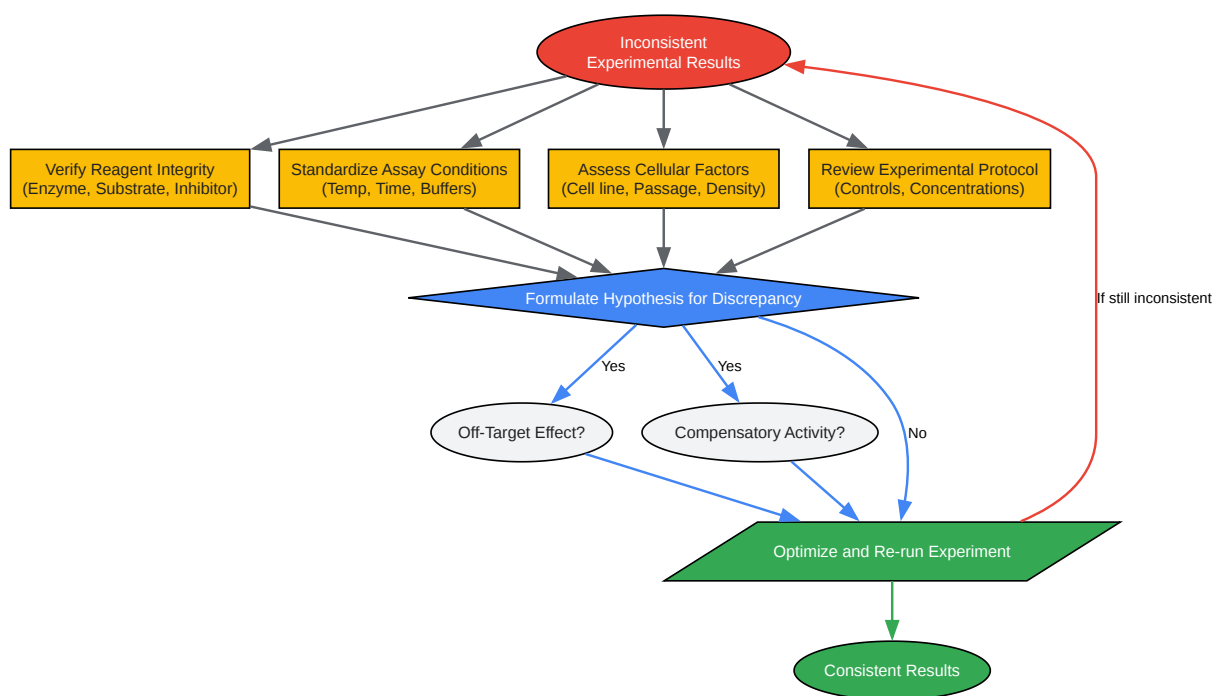 Inconsistent
Experimental Results
Verify Reagent Integrity
(Enzyme, Substrate, Inhibitor)
Standardize Assay Conditions
(Temp, Time, Buffers)
Assess Cellular Factors
(Cell line, Passage, Density)
Review Experimental Protocol
(Controls, Concentrations)
Formulate Hypothesis for Discrepancy
If still inconsistent
Yes
Yes
Off-Target Effect?
Compensatory Activity?
No
Optimize and Re-run Experiment
Consistent Results